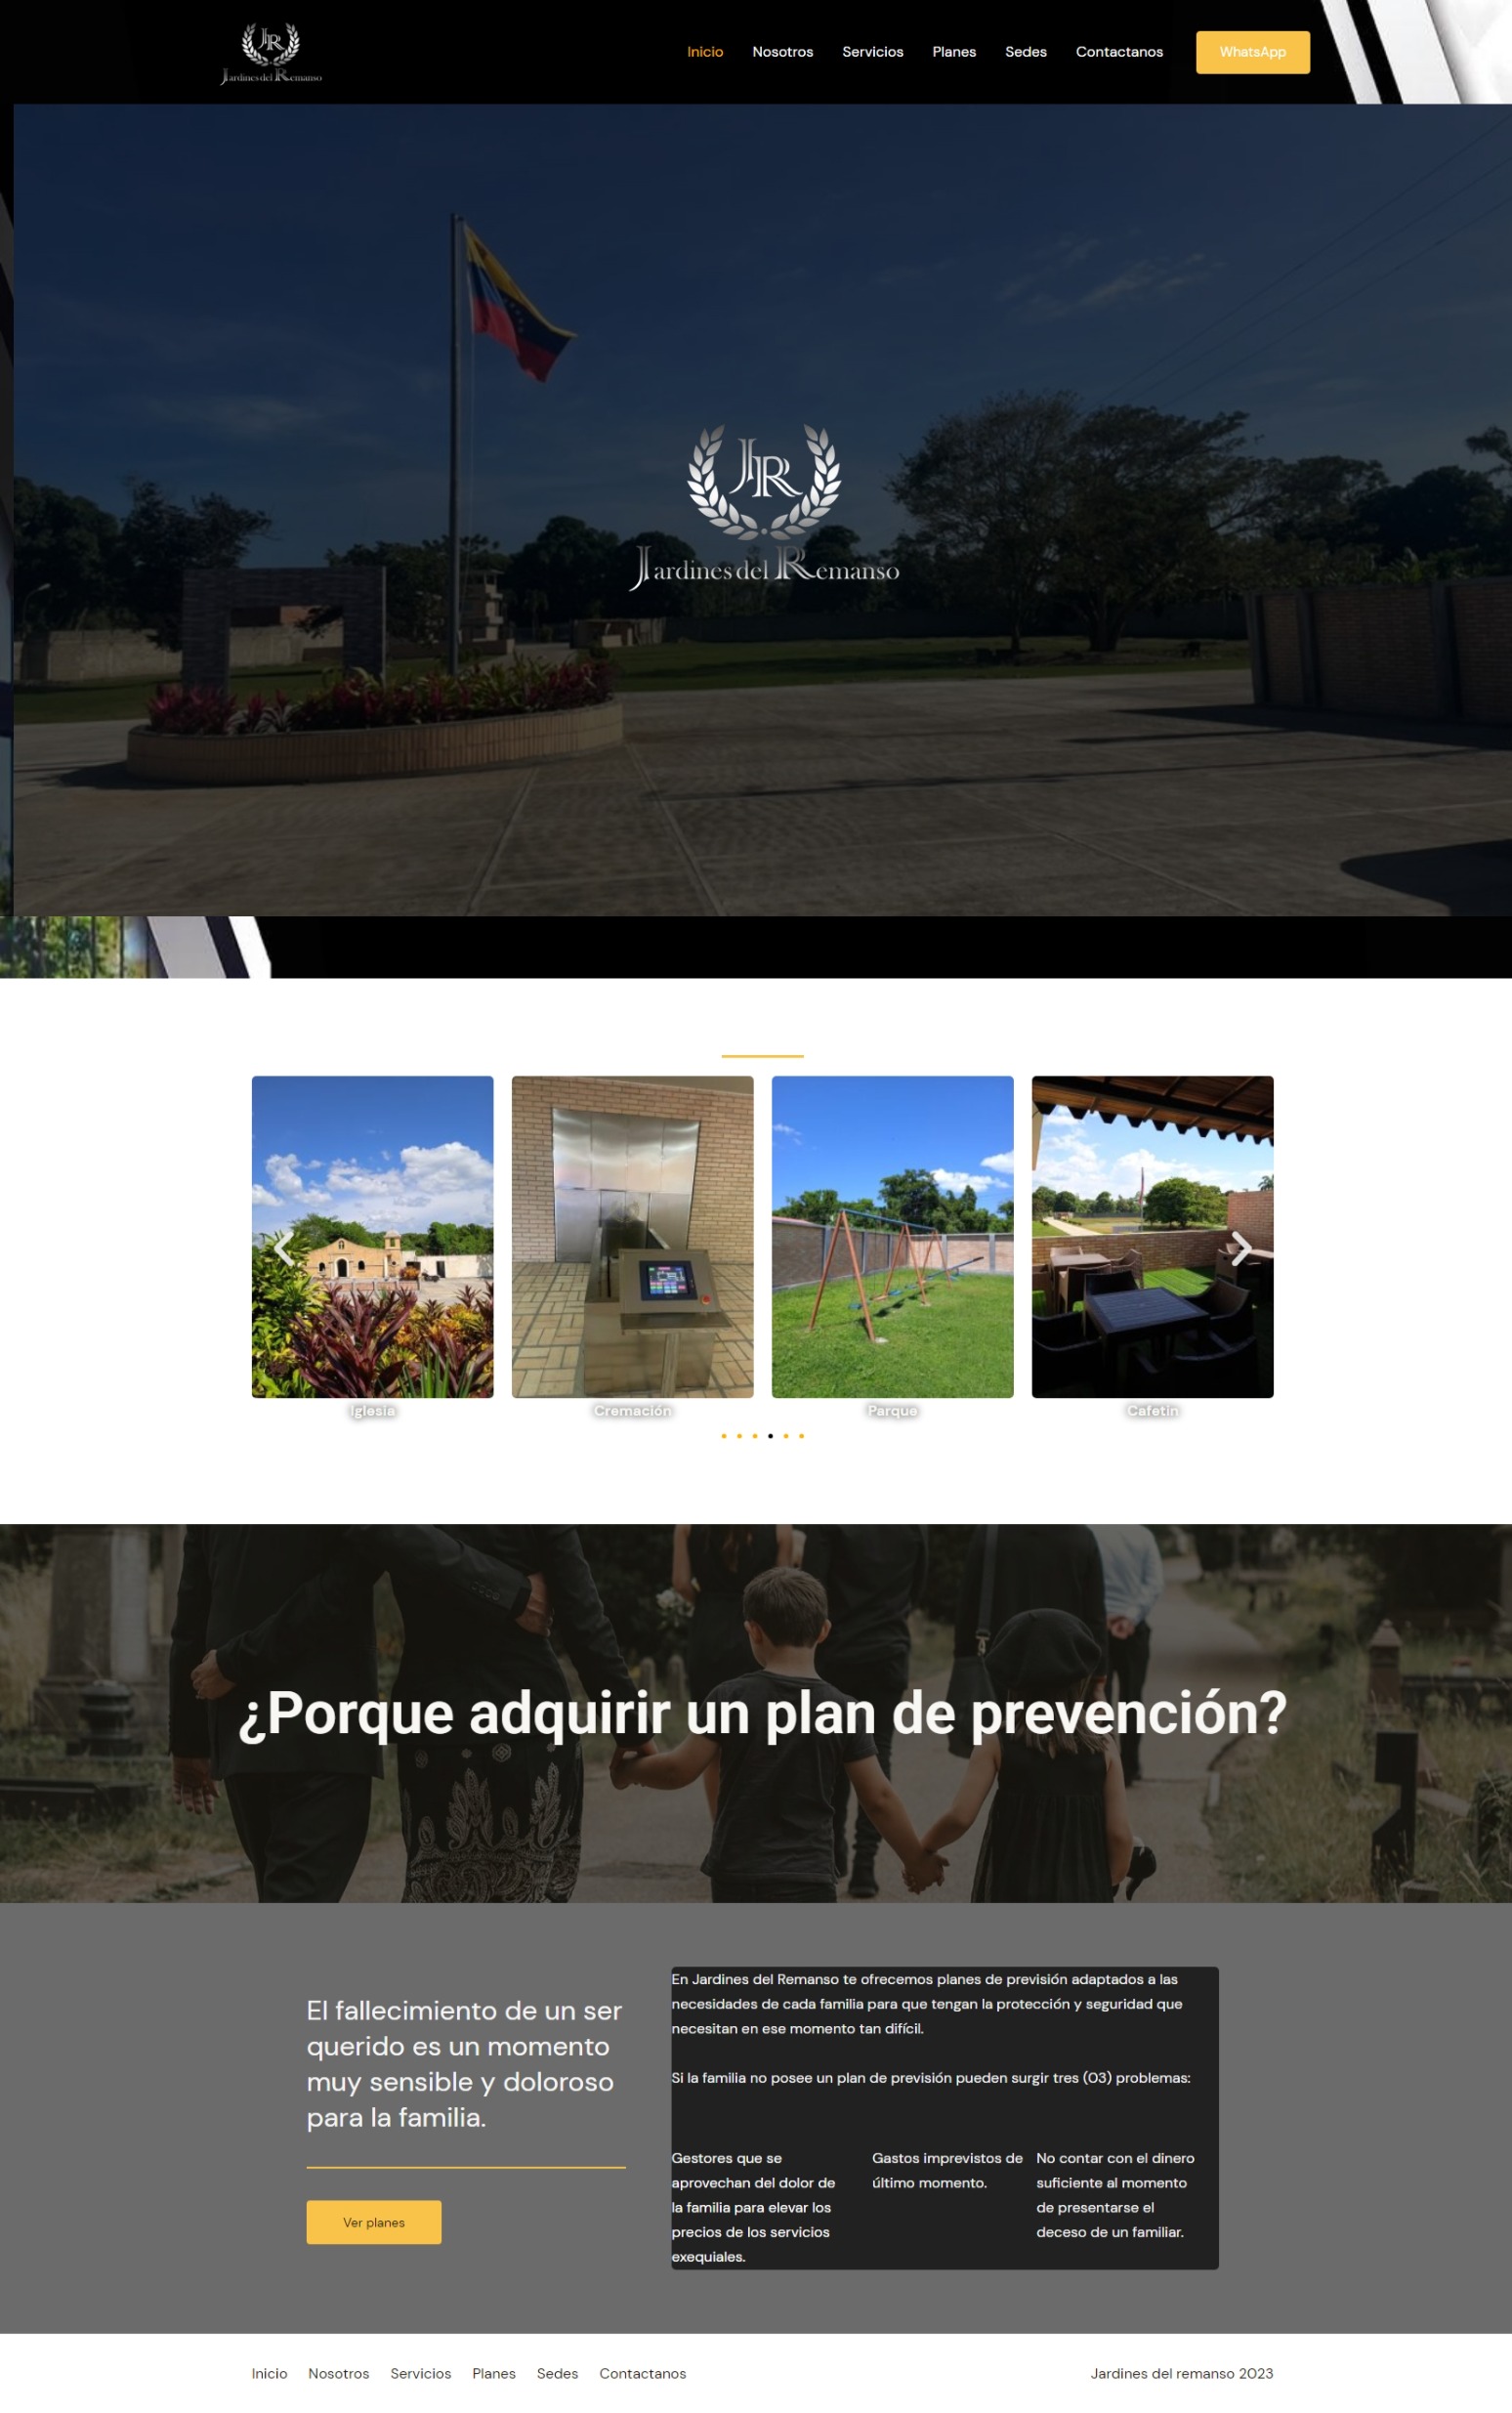 JR
Jardines del Remanso
Inicio Nosotros Servicios Planes Sedes Contactanos WhatsApp
JR
Jardines del Remanso
Iglesia Cremación Parque Cafetin
¿Porque adquirir un plan de prevención?
El fallecimiento de un ser
querido es un momento
muy sensible y doloroso
para la familia.
Ver planes
En Jardines del Remanso te ofrecemos planes de previsión adaptados a las
necesidades de cada familia para que tengan la protección y seguridad que
necesitan en ese momento tan difícil.
Si la familia no posee un plan de previsión pueden surgir tres (03) problemas:
Gestores que se
aprovechan del dolor de
la familia para elevar los
precios de los servicios
exequiales.
Gastos imprevistos de
último momento.
No contar con el dinero
suficiente al momento
de presentarse el
deceso de un familiar.
Inicio Nosotros Servicios Planes Sedes Contactanos
Jardines del remanso 2023